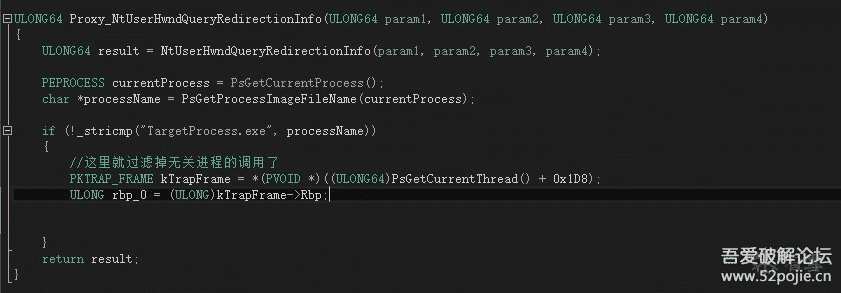 ULONG64 Proxy_NtUserHwndQueryRedirectionInfo(ULONG64 param1, ULONG64 param2, ULONG64 param3, ULONG64 param4)
{
ULONG64 result = NtUserHwndQueryRedirectionInfo(param1, param2, param3, param4);
PEPROCESS currentProcess = PsGetCurrentProcess();
char *processName = PsGetProcessImageFileName(currentProcess);
if (!_stricmp("TargetProcess.exe", processName))
{
//这里就过滤掉无关进程的调用了
PKTRAP_FRAME kTrapFrame = *(PVOID *)((ULONG64)PsGetCurrentThread() + 0x1D8);
ULONG rbp_0 = (ULONG)kTrapFrame->Rbp;
}
return result;
}
吾爱破解论坛
www.52pojie.cn